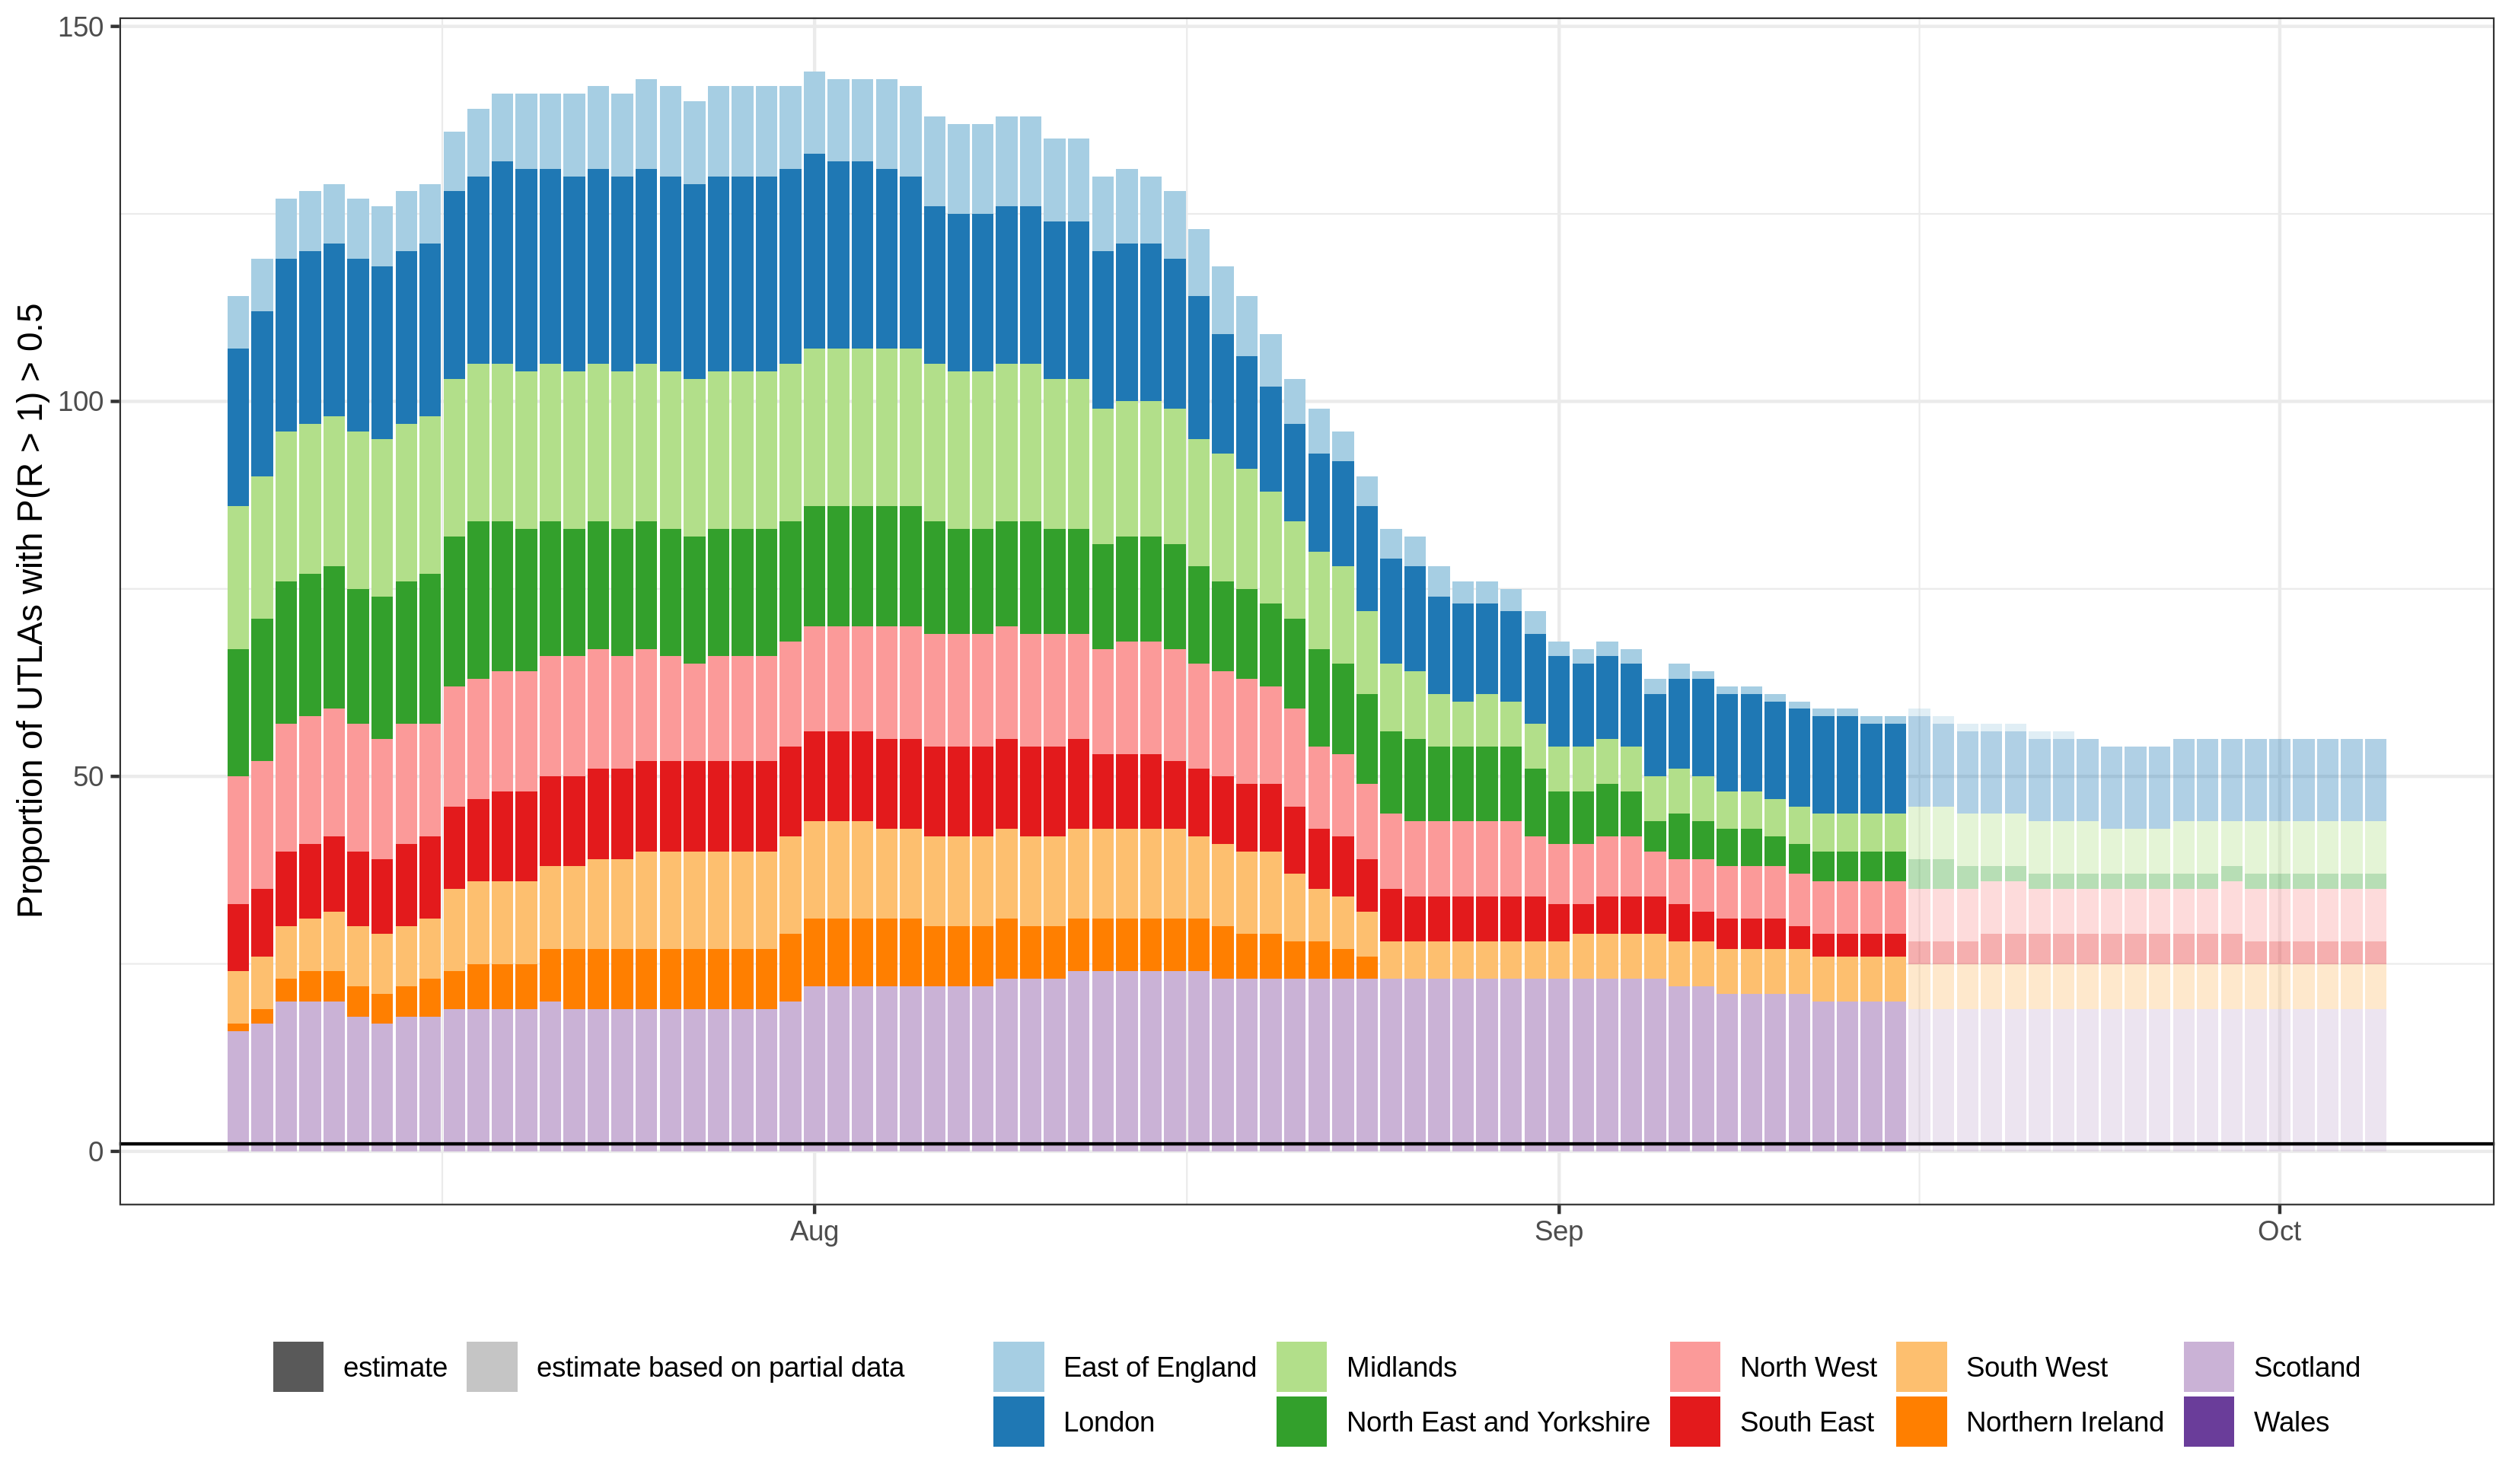 Proportion of UTLAs with P(R > 1) > 0.5
150
100
50
0
Aug Sep Oct
estimate estimate based on partial data East of England Midlands North West South West Scotland
London North East and Yorkshire South East Northern Ireland Wales